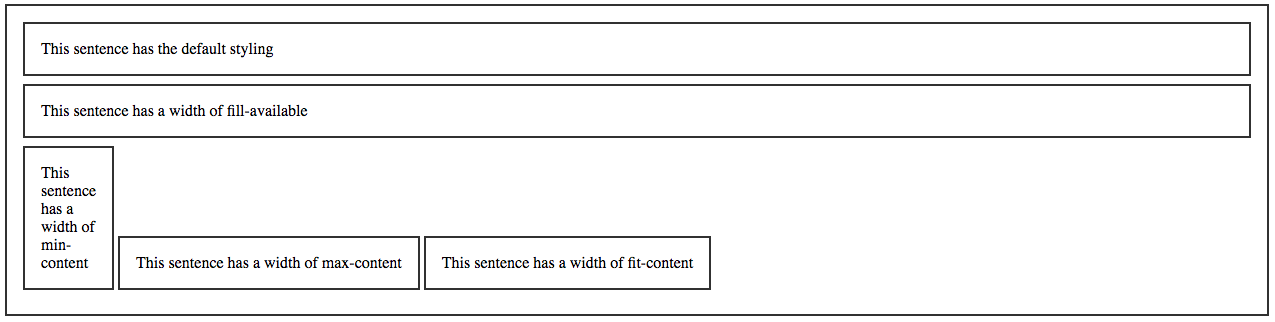 This sentence has the default styling
This sentence has a width of fill-available
This
sentence
has a
width of
min-
content
This sentence has a width of max-content
This sentence has a width of fit-content